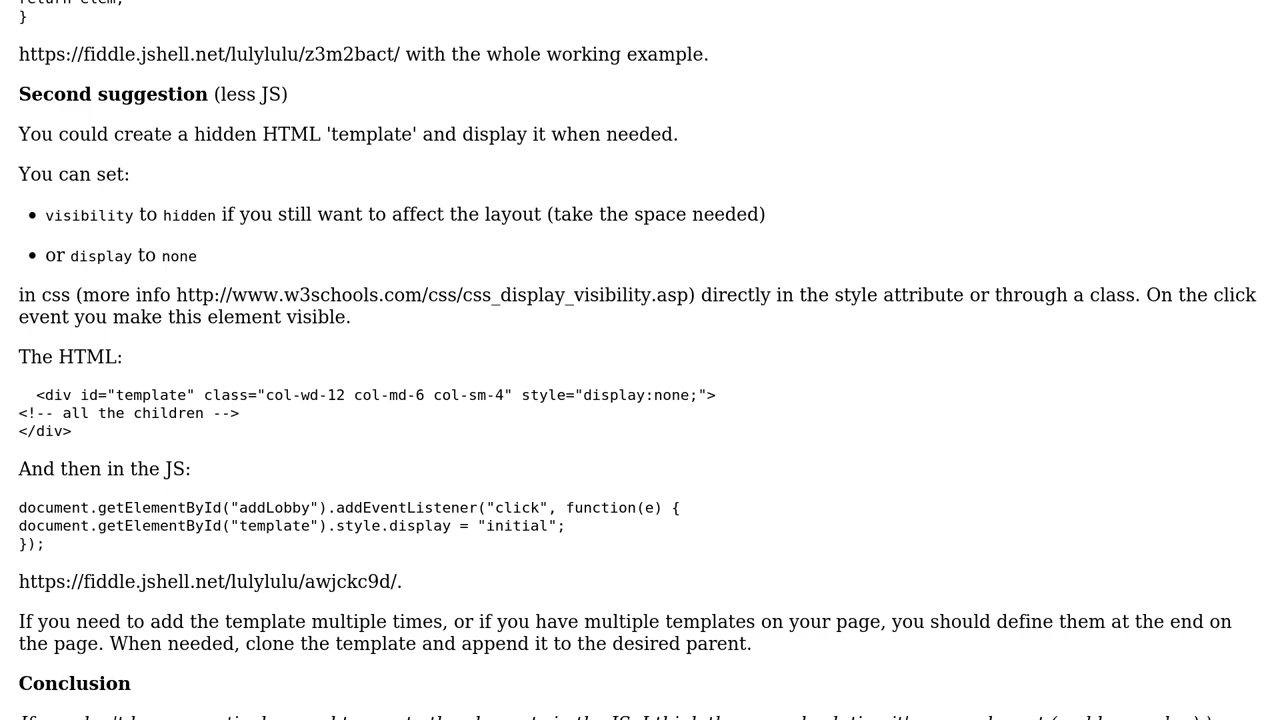 return elem;
}
https://fiddle.jshell.net/lulylulu/z3m2bact/ with the whole working example.
Second suggestion (less JS)
You could create a hidden HTML 'template' and display it when needed.
You can set:
• visibility to hidden if you still want to affect the layout (take the space needed)
• or display to none
in css (more info http://www.w3schools.com/css/css_display_visibility.asp) directly in the style attribute or through a class. On the click
event you make this element visible.
The HTML:
<div id="template" class="col-wd-12 col-md-6 col-sm-4" style="display:none;">
<!-- all the children -->
</div>
And then in the JS:
document.getElementById("addLobby").addEventListener("click", function(e) {
document.getElementById("template").style.display = "initial";
});
https://fiddle.jshell.net/lulylulu/awjckc9d/.
If you need to add the template multiple times, or if you have multiple templates on your page, you should define them at the end on
the page. When needed, clone the template and append it to the desired parent.
Conclusion